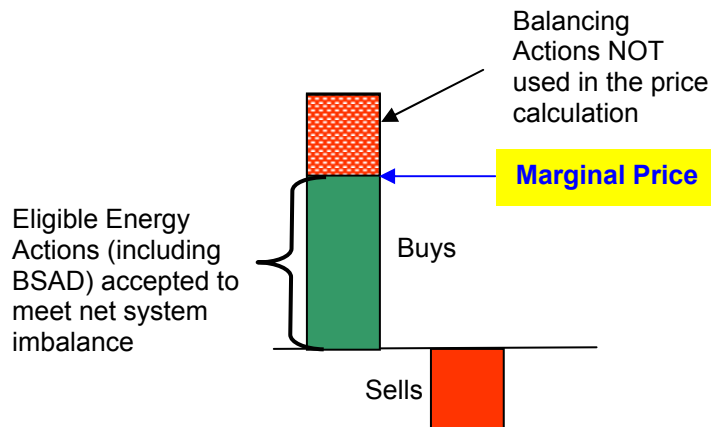 Balancing
Actions NOT
used in the price
calculation
Marginal Price
Eligible Energy
Actions (including
BSAD) accepted to
meet net system
imbalance
Buys
Sells